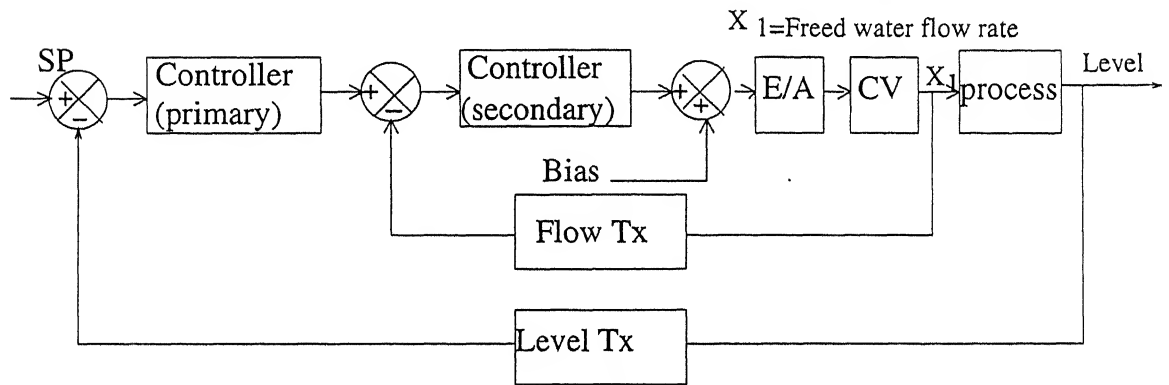 X 1=Freed water flow rate
SP
+
−
Controller
(primary)
+
−
Controller
(secondary)
+
+
E/A
CV
X1
process
Level
Bias
Flow Tx
Level Tx